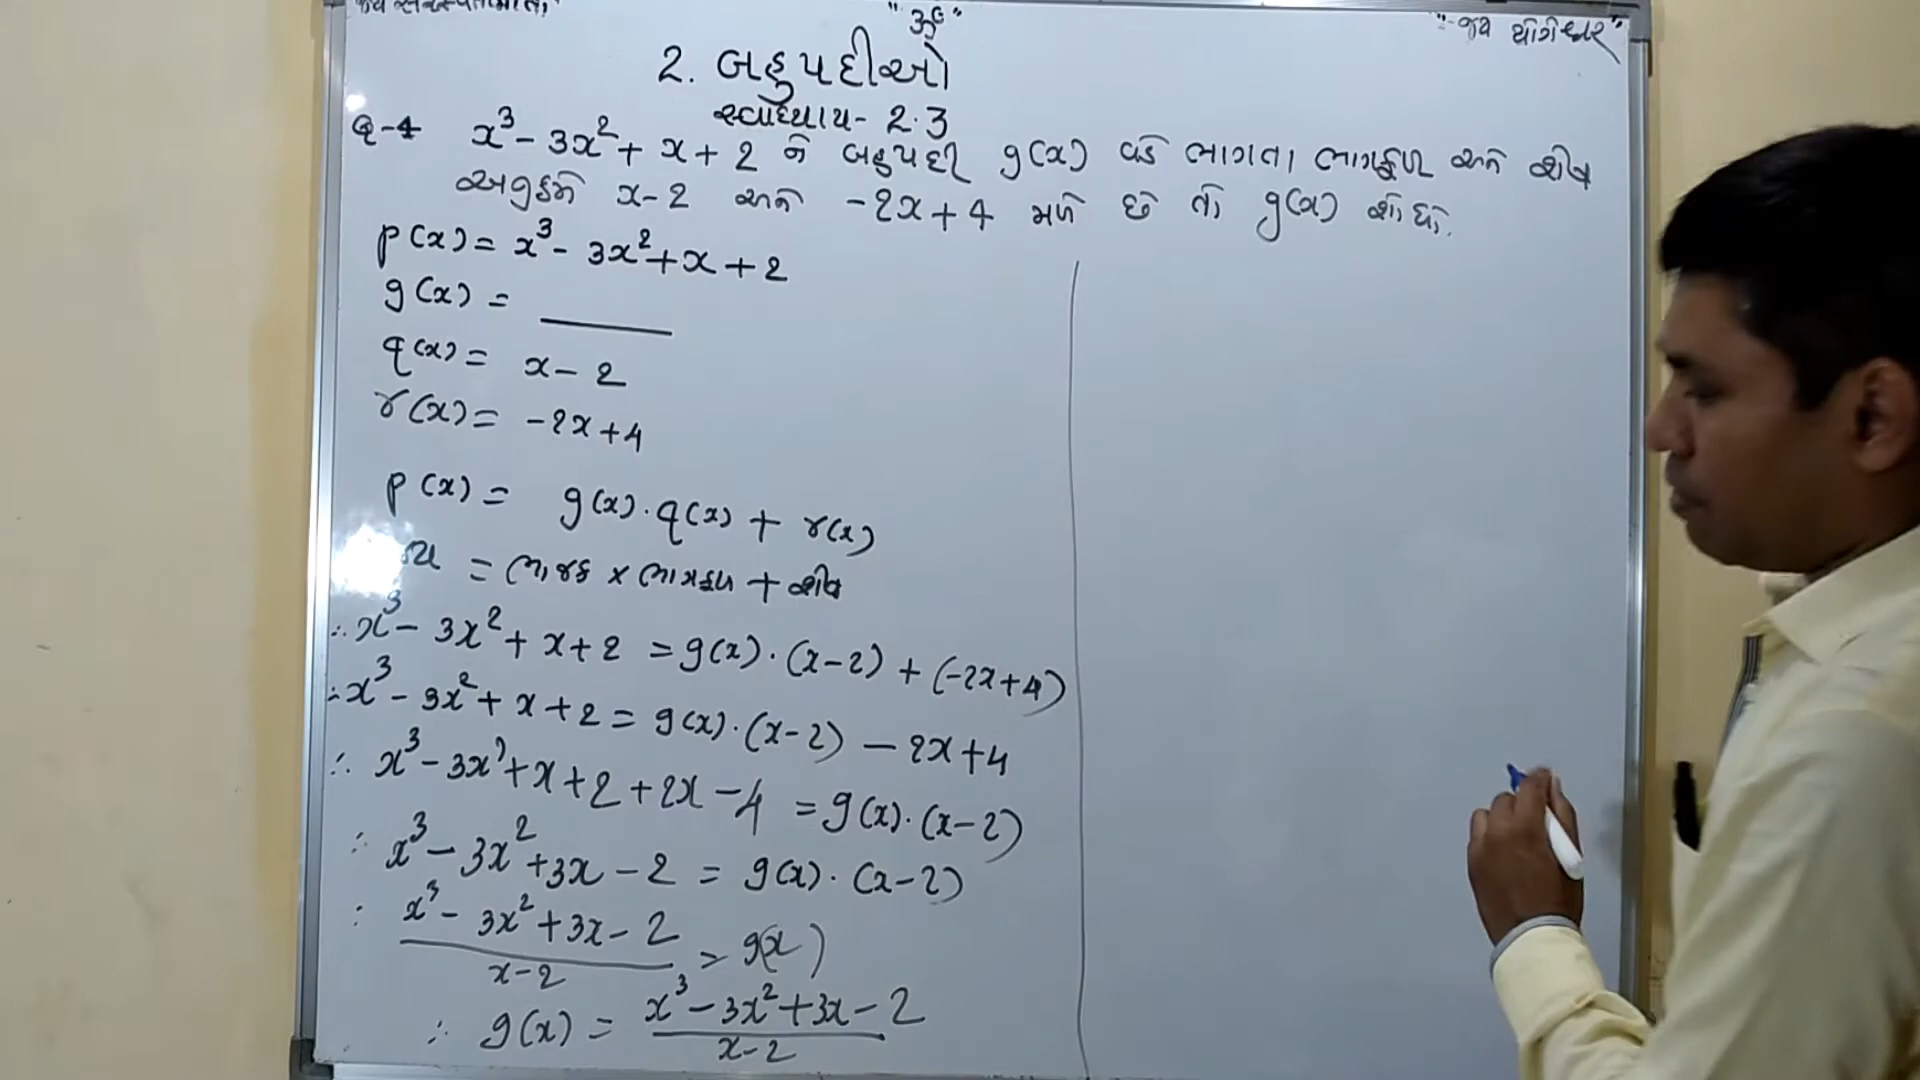 "ૐ"
"જય યોગેશ્વર"
2. બહુપદીઓ
સ્વાધ્યાય- 2.3
Q-4 x³ - 3x² + x + 2 ને બહુપદી g(x) વડે ભાગતા ભાગફળ અને શેષ
અનુક્રમે x-2 અને -2x+4 મળે છે તો g(x) શોધો.
p(x) = x³ - 3x² + x + 2
g(x) = ______
q(x) = x - 2
r(x) = -2x+4
p(x) = g(x) · q(x) + r(x)
= ભાજક × ભાગફળ + શેષ
∴ x³ - 3x² + x + 2 = g(x) · (x-2) + (-2x+4)
∴ x³ - 3x² + x + 2 = g(x) · (x-2) - 2x+4
∴ x³ - 3x² + x + 2 + 2x - 4 = g(x) · (x-2)
∴ x³ - 3x² + 3x - 2 = g(x) · (x-2)
∴ x³ - 3x² + 3x - 2 / x-2 = g(x)
∴ g(x) = x³ - 3x² + 3x - 2 / x-2